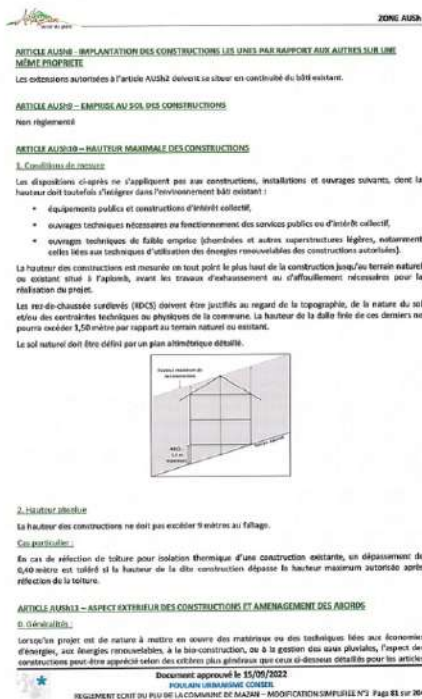 ZONE AUSh
ARTICLE AUSh8 - IMPLANTATION DES CONSTRUCTIONS LES UNES PAR RAPPORT AUX AUTRES SUR UNE
MÊME PROPRIETE
Les extensions autorisées à l'article AUSh2 doivent se situer en continuité du bâti existant.
ARTICLE AUSh9 – EMPRISE AU SOL DES CONSTRUCTIONS
Non réglementé
ARTICLE AUSh10 – HAUTEUR MAXIMALE DES CONSTRUCTIONS
1. Conditions de mesure
Les dispositions ci-après ne s'appliquent pas aux constructions, installations et ouvrages suivants, dont la
hauteur doit toutefois s'intégrer dans l'environnement bâti existant :
• équipements publics et constructions d'intérêt collectif,
• ouvrages techniques nécessaires au fonctionnement des services publics ou d'intérêt collectif,
• ouvrages techniques de faible emprise (cheminées et autres superstructures légères, notamment
celles liées aux techniques d'utilisation des énergies renouvelables des constructions autorisées).
La hauteur des constructions est mesurée en tout point le plus haut de la construction jusqu'au terrain naturel
ou existant situé à l'aplomb, avant les travaux d'exhaussement ou d'affouillement nécessaires pour la
réalisation du projet.
Les rez-de-chaussée surélevés (RDCS) doivent être justifiés au regard de la topographie, de la nature du sol
et/ou des contraintes techniques ou physiques de la commune. La hauteur de la dalle finie de ces derniers ne
pourra excéder 1,50 mètre par rapport au terrain naturel ou existant.
Le sol naturel doit être défini par un plan altimétrique détaillé.
2. Hauteur absolue
La hauteur des constructions ne doit pas excéder 9 mètres au faîtage.
Cas particulier :
En cas de réfection de toiture pour isolation thermique d'une construction existante, un dépassement de
0,40 mètre est toléré si la hauteur de la dite construction dépasse la hauteur maximum autorisée après
réfection de la toiture.
ARTICLE AUSh11 – ASPECT EXTERIEUR DES CONSTRUCTIONS ET AMENAGEMENT DES ABORDS
0. Généralités :
Lorsqu'un projet est de nature à mettre en œuvre des matériaux ou des techniques liées aux économies
d'énergies, aux énergies renouvelables, à la bio-construction, ou à la gestion des eaux pluviales, l'aspect des
constructions peut-être apprécié selon des critères plus généraux que ceux ci-dessous détaillés pour les articles
Document approuvé le 15/09/2022
POULAIN URBANISME CONSEIL
REGLEMENT ECRIT DU PLU DE LA COMMUNE DE MAZAN – MODIFICATION SIMPLIFIEE N°3 Page 81 sur 204